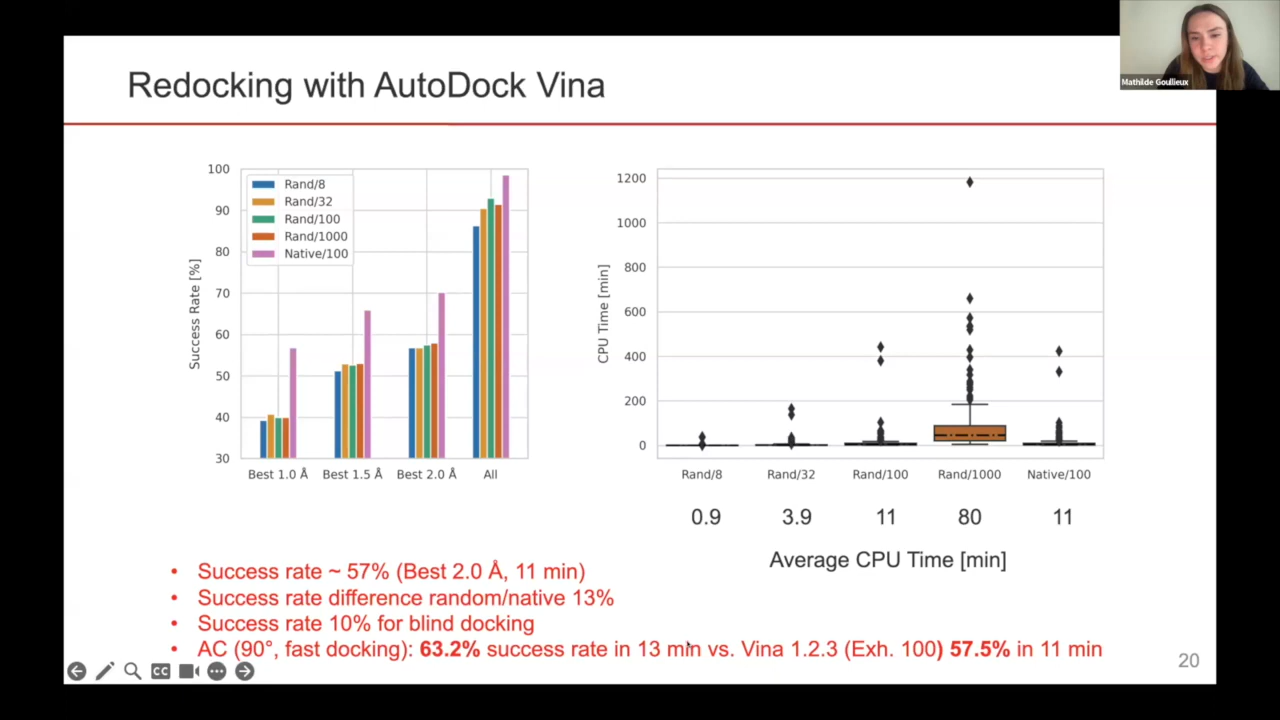 Redocking with AutoDock Vina
Mathilde Goullieux
Success Rate [%]
100
90
80
70
60
50
40
30
Rand/8
Rand/32
Rand/100
Rand/1000
Native/100
Best 1.0 Å
Best 1.5 Å
Best 2.0 Å
All
CPU Time [min]
1200
1000
800
600
400
200
0
Rand/8
Rand/32
Rand/100
Rand/1000
Native/100
0.9
3.9
11
80
11
Average CPU Time [min]
• Success rate ~ 57% (Best 2.0 Å, 11 min)
• Success rate difference random/native 13%
• Success rate 10% for blind docking
• AC (90°, fast docking): 63.2% success rate in 13 min vs. Vina 1.2.3 (Exh. 100) 57.5% in 11 min
CC
20